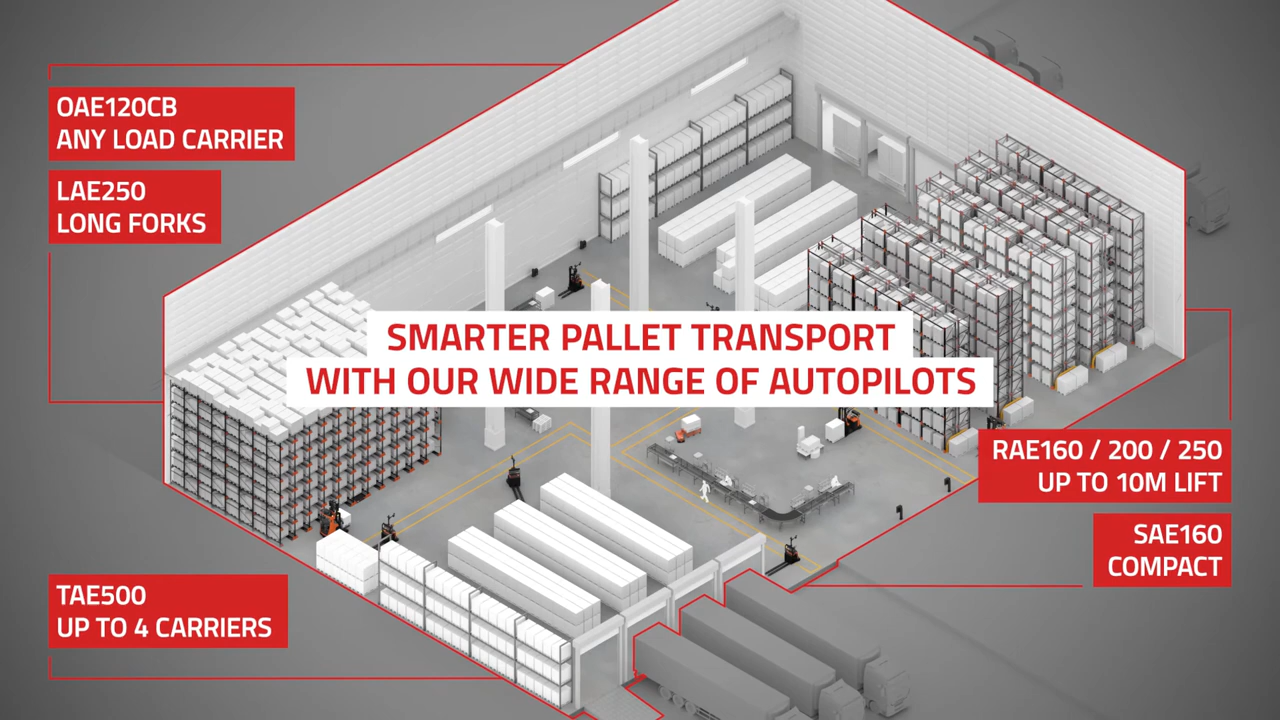 OAE120CB
ANY LOAD CARRIER
LAE250
LONG FORKS
SMARTER PALLET TRANSPORT
WITH OUR WIDE RANGE OF AUTOPILOTS
RAE160 / 200 / 250
UP TO 10M LIFT
SAE160
COMPACT
TAE500
UP TO 4 CARRIERS